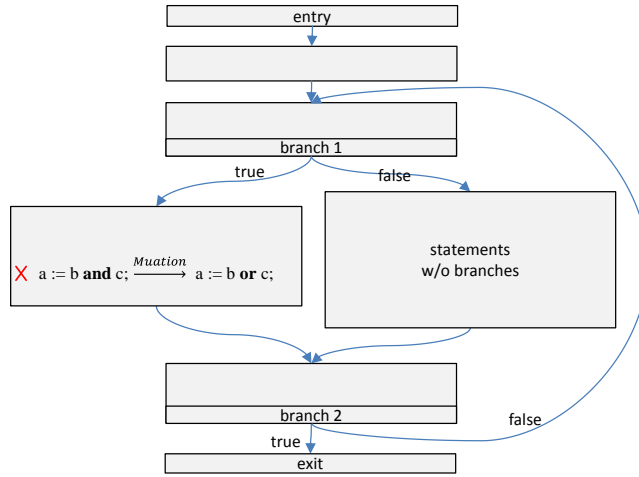 entry
branch 1
true
false
X a := b and c; Muation a := b or c;
statements
w/o branches
branch 2
false
true
exit